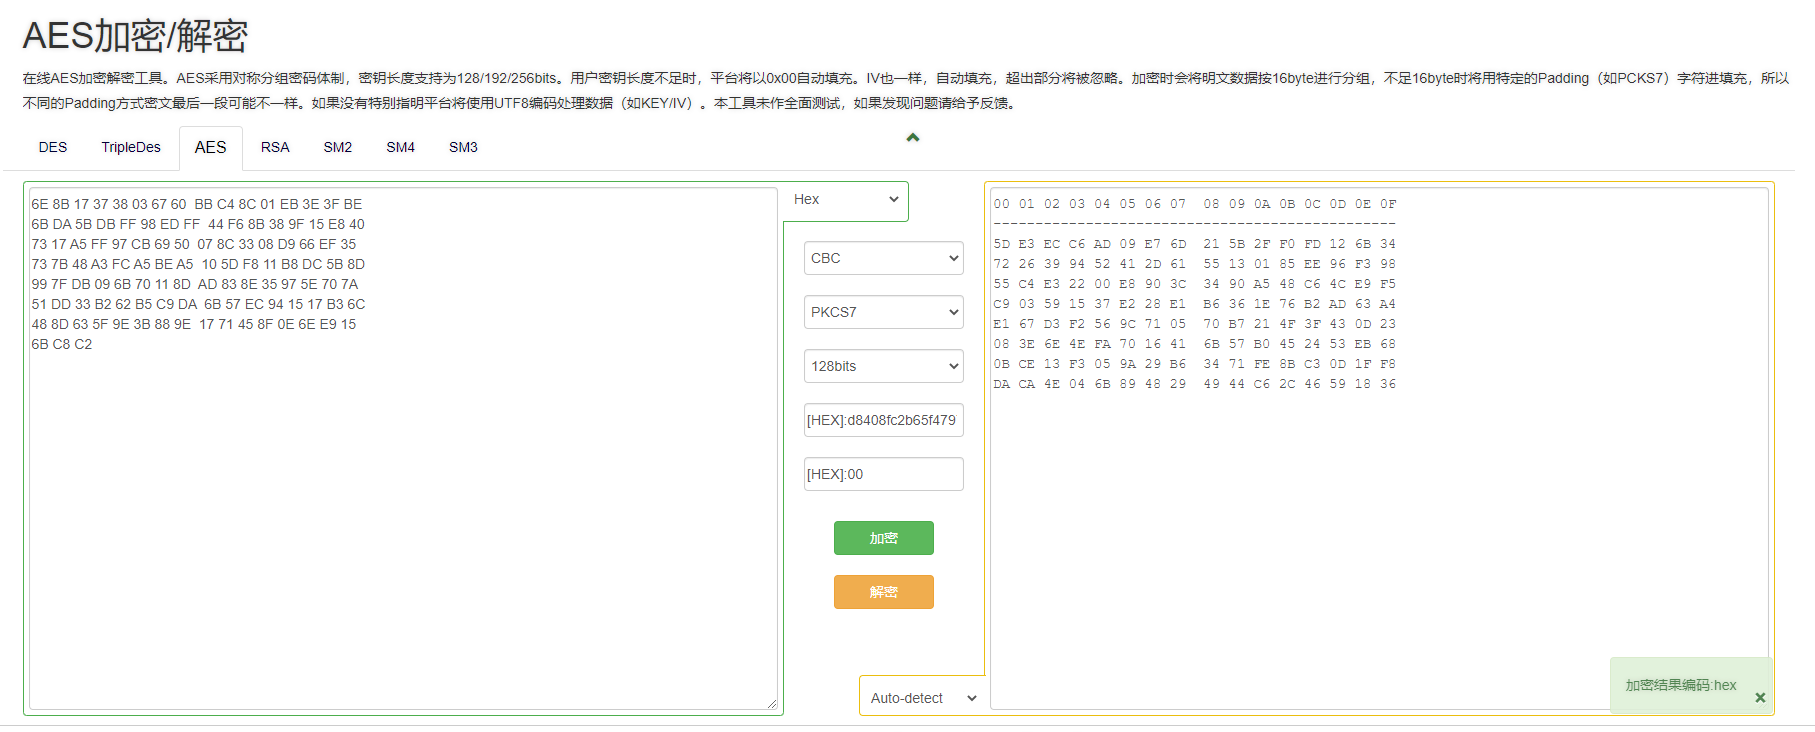 AES加密/解密
在线AES加密解密工具。AES采用对称分组密码体制，密钥长度支持为128/192/256bits。用户密钥长度不足时，平台将以0x00自动填充。IV也一样，自动填充，超出部分将被忽略。加密时会将明文数据按16byte进行分组，不足16byte时将用特定的Padding（如PCKS7）字符进填充，所以
不同的Padding方式密文最后一段可能不一样。如果没有特别指明平台将使用UTF8编码处理数据（如KEY/IV）。本工具未作全面测试，如果发现问题请给予反馈。
DES TripleDes AES RSA SM2 SM4 SM3
6E 8B 17 37 38 03 67 60  BB C4 8C 01 EB 3E 3F BE
6B DA 5B DB FF 98 ED FF  44 F6 8B 38 9F 15 E8 40
73 17 A5 FF 97 CB 69 50  07 8C 33 08 D9 66 EF 35
73 7B 48 A3 FC A5 BE A5  10 5D F8 11 B8 DC 5B 8D
99 7F DB 09 6B 70 11 8D  AD 83 8E 35 97 5E 70 7A
51 DD 33 B2 62 B5 C9 DA  6B 57 EC 94 15 17 B3 6C
48 8D 63 5F 9E 3B 88 9E  17 71 45 8F 0E 6E E9 15
6B C8 C2
Hex
CBC
PKCS7
128bits
[HEX]:d8408fc2b65f479
[HEX]:00
加密
解密
Auto-detect
00 01 02 03 04 05 06 07  08 09 0A 0B 0C 0D 0E 0F
------------------------------------------------
5D E3 EC C6 AD 09 E7 6D  21 5B 2F F0 FD 12 6B 34
72 26 39 94 52 41 2D 61  55 13 01 85 EE 96 F3 98
55 C4 E3 22 00 E8 90 3C  34 90 A5 48 C6 4C E9 F5
C9 03 59 15 37 E2 28 E1  B6 36 1E 76 B2 AD 63 A4
E1 67 D3 F2 56 9C 71 05  70 B7 21 4F 3F 43 0D 23
08 3E 6E 4E FA 70 16 41  6B 57 B0 45 24 53 EB 68
0B CE 13 F3 05 9A 29 B6  34 71 FE 8B C3 0D 1F F8
DA CA 4E 04 6B 89 48 29  49 44 C6 2C 46 59 18 36
加密结果编码:hex